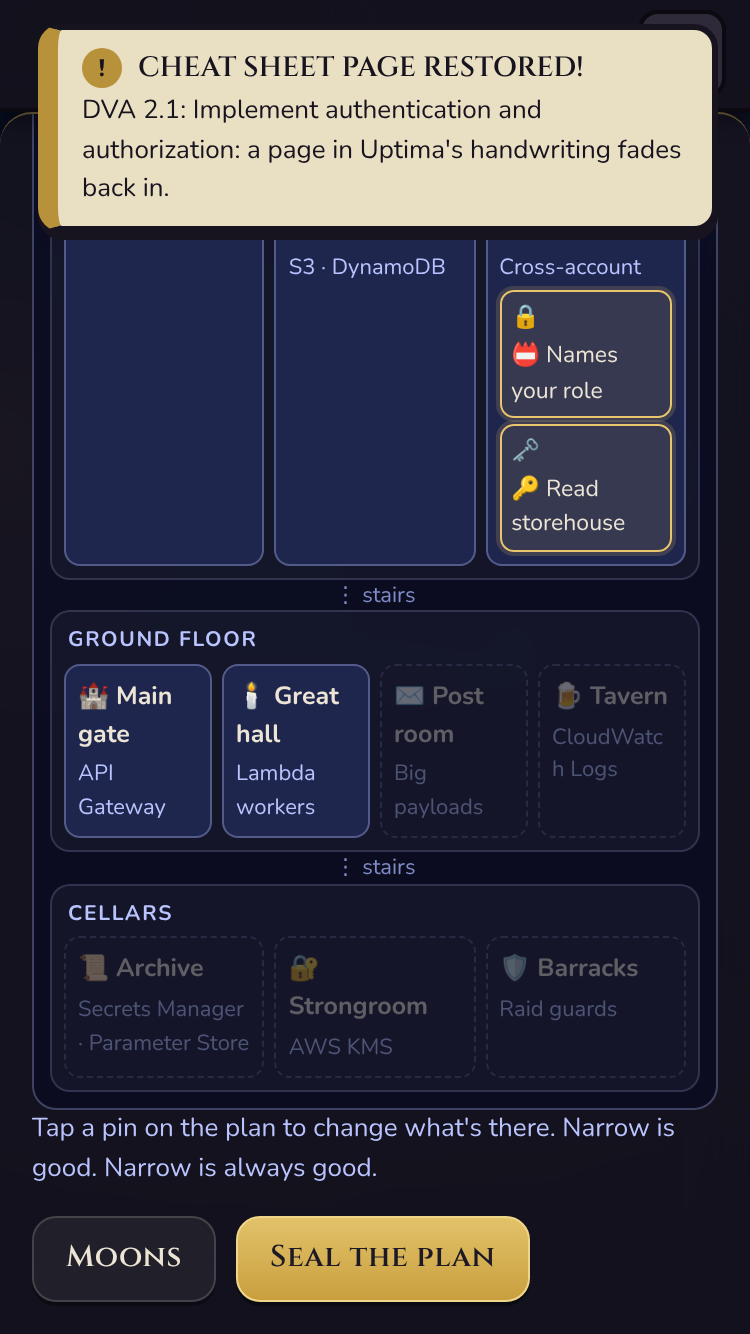 ! CHEAT SHEET PAGE RESTORED!
DVA 2.1: Implement authentication and
authorization: a page in Uptima's handwriting fades
back in.
S3 · DynamoDB
Cross-account
Names
your role
Read
storehouse
⋮ stairs
GROUND FLOOR
Main
gate
API
Gateway
Great
hall
Lambda
workers
Post
room
Big
payloads
Tavern
CloudWatc
h Logs
⋮ stairs
CELLARS
Archive
Secrets Manager
· Parameter Store
Strongroom
AWS KMS
Barracks
Raid guards
Tap a pin on the plan to change what's there. Narrow is
good. Narrow is always good.
MOONS
SEAL THE PLAN